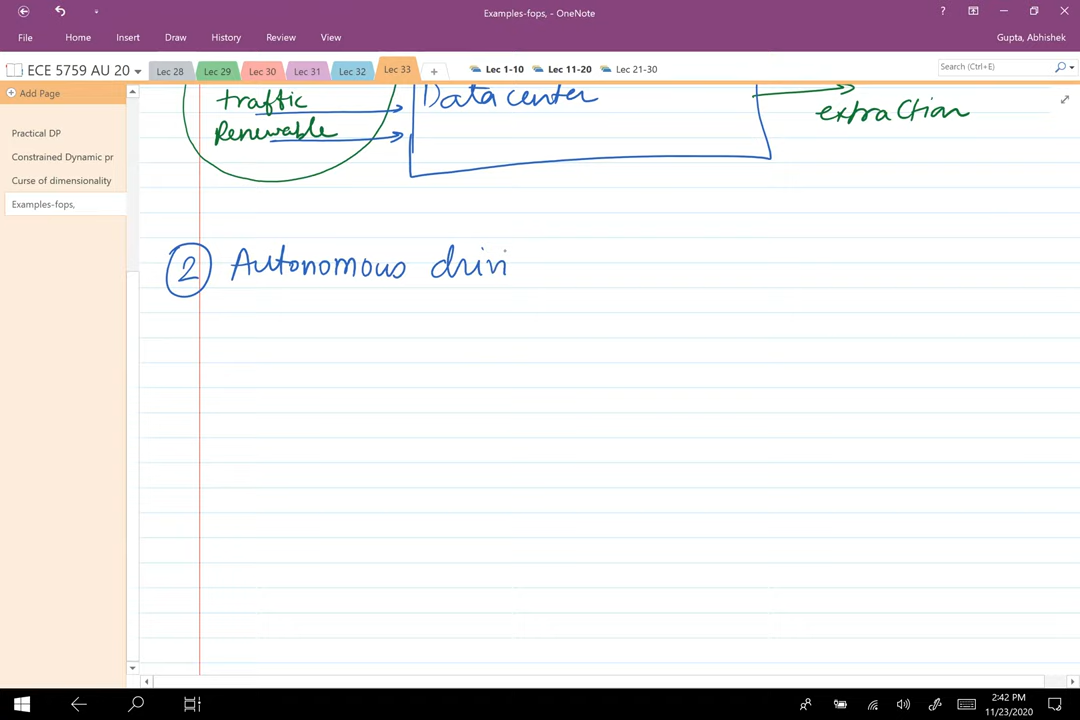 Examples-fops, - OneNote
?
File Home Insert Draw History Review View
Gupta, Abhishek
ECE 5759 AU 20
Lec 28 Lec 29 Lec 30 Lec 31 Lec 32 Lec 33 +
Lec 1-10 Lec 11-20 Lec 21-30
Search (Ctrl+E)
Add Page
Practical DP
Constrained Dynamic pr
Curse of dimensionality
Examples-fops,
traffic
Renewable
Data center
extraction
2 Autonomous drivi
2:42 PM
11/23/2020